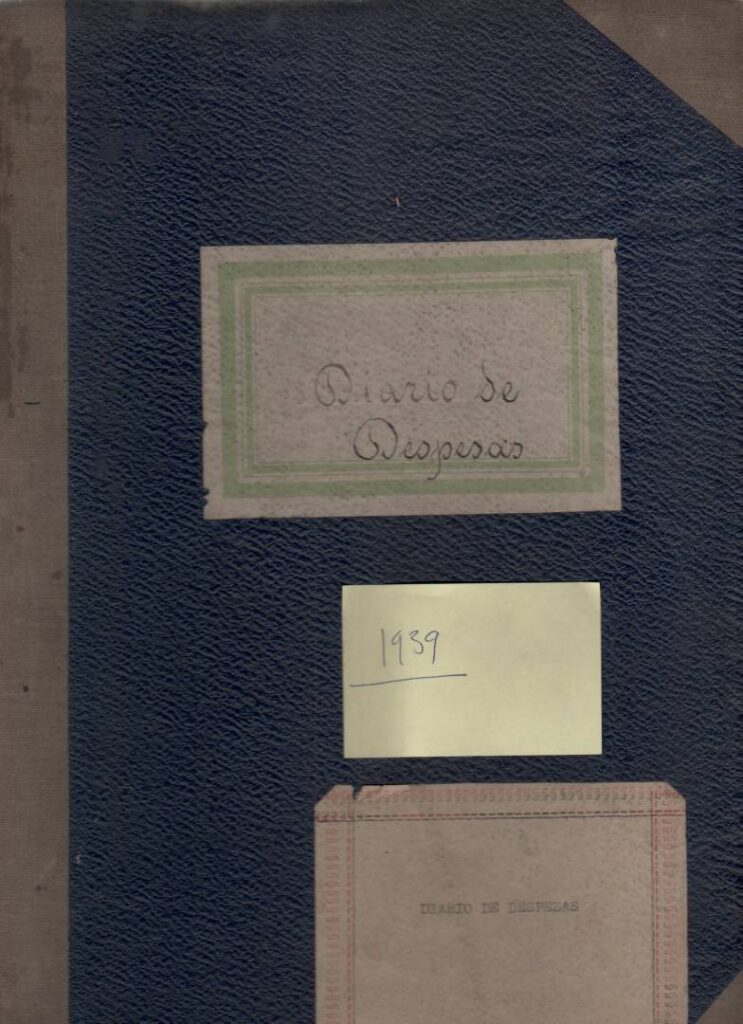 Diario de
Despesas
1939
DIARIO DE DESPEZAS